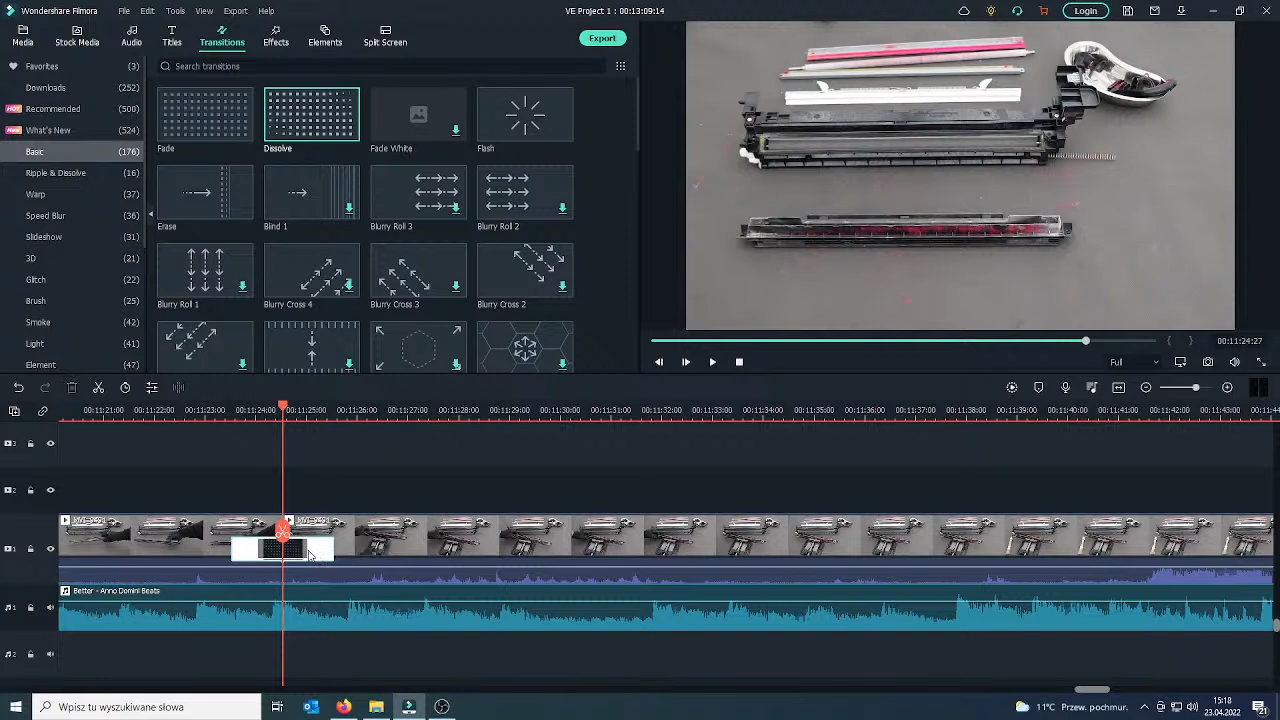 Wondershare Filmora
File
Edit
Tools
View
Export
Help
VE Project 1 : 00:13:09:14
Login
Media
Stock Media
Audio
Titles
Transitions
Effects
Elements
Split Screen
Export
Favorites (3)
Search transitions
Downloads
Recommended (109)
What's New (524)
Basic (176)
Ripple & Dissolve
Warp (37)
Speed Blur (36)
Slideshow (31)
3D (21)
Glitch (22)
Brush (25)
Smoke (42)
Light (41)
Element (47)
Fade
Dissolve
Fade White
Flash
Erase
Blind 1
Blurry Roll 3
Blurry Roll 2
Blurry Roll 1
Blurry Cross 4
Blurry Cross 3
Blurry Cross 2
00:11:24:27
Full
00:11:21:00 00:11:22:00 00:11:23:00 00:11:24:00 00:11:25:00 00:11:26:00 00:11:27:00 00:11:28:00 00:11:29:00 00:11:30:00 00:11:31:00 00:11:32:00 00:11:33:00 00:11:34:00 00:11:35:00 00:11:36:00 00:11:37:00 00:11:38:00 00:11:39:00 00:11:40:00 00:11:41:00 00:11:42:00 00:11:43:00 00:11:44
3
2
1
Better - Anno Domini Beats
1
2
Wpisz tu wyszukiwane słowa
11°C Przew. pochmur.
15:18
23.04.2022